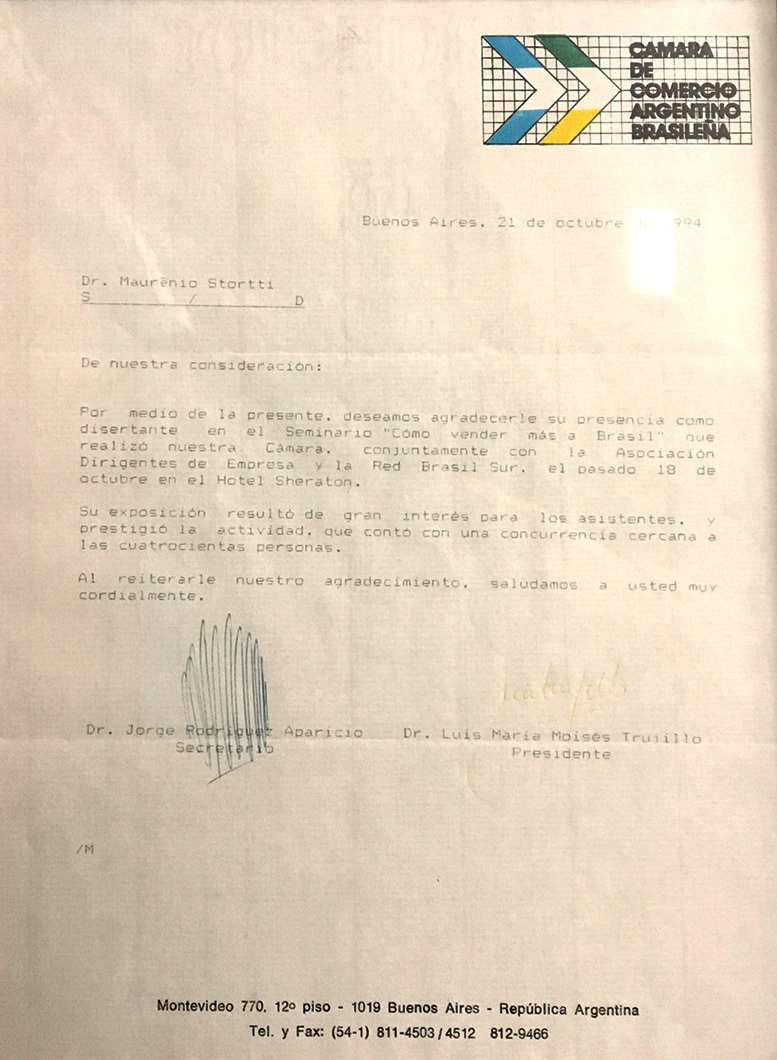 CAMARA
DE
COMERCIO
ARGENTINO
BRASILEÑA
Buenos Aires, 21 de octubre 994
Dr. Maurênio Stortti
S / D
De nuestra consideración:
Por medio de la presente, deseamos agradecerle su presencia como
disertante en el Seminario "Cómo vender más a Brasil" que
realizó nuestra Cámara, conjuntamente con la Asociación
Dirigentes de Empresa y la Red Brasil Sur, el pasado 18 de
octubre en el Hotel Sheraton.
Su exposición resultó de gran interés para los asistentes, y
prestigió la actividad, que contó con una concurrencia cercana a
las cuatrocientas personas.
Al reiterarle nuestro agradecimiento, saludamos a usted muy
cordialmente.
Dr. Jorge Rodriguez Aparicio Dr. Luis María Moisés Trujillo
Secretario Presidente
/M
Montevideo 770, 12º piso - 1019 Buenos Aires - República Argentina
Tel. y Fax: (54-1) 811-4503/4512 812-9466